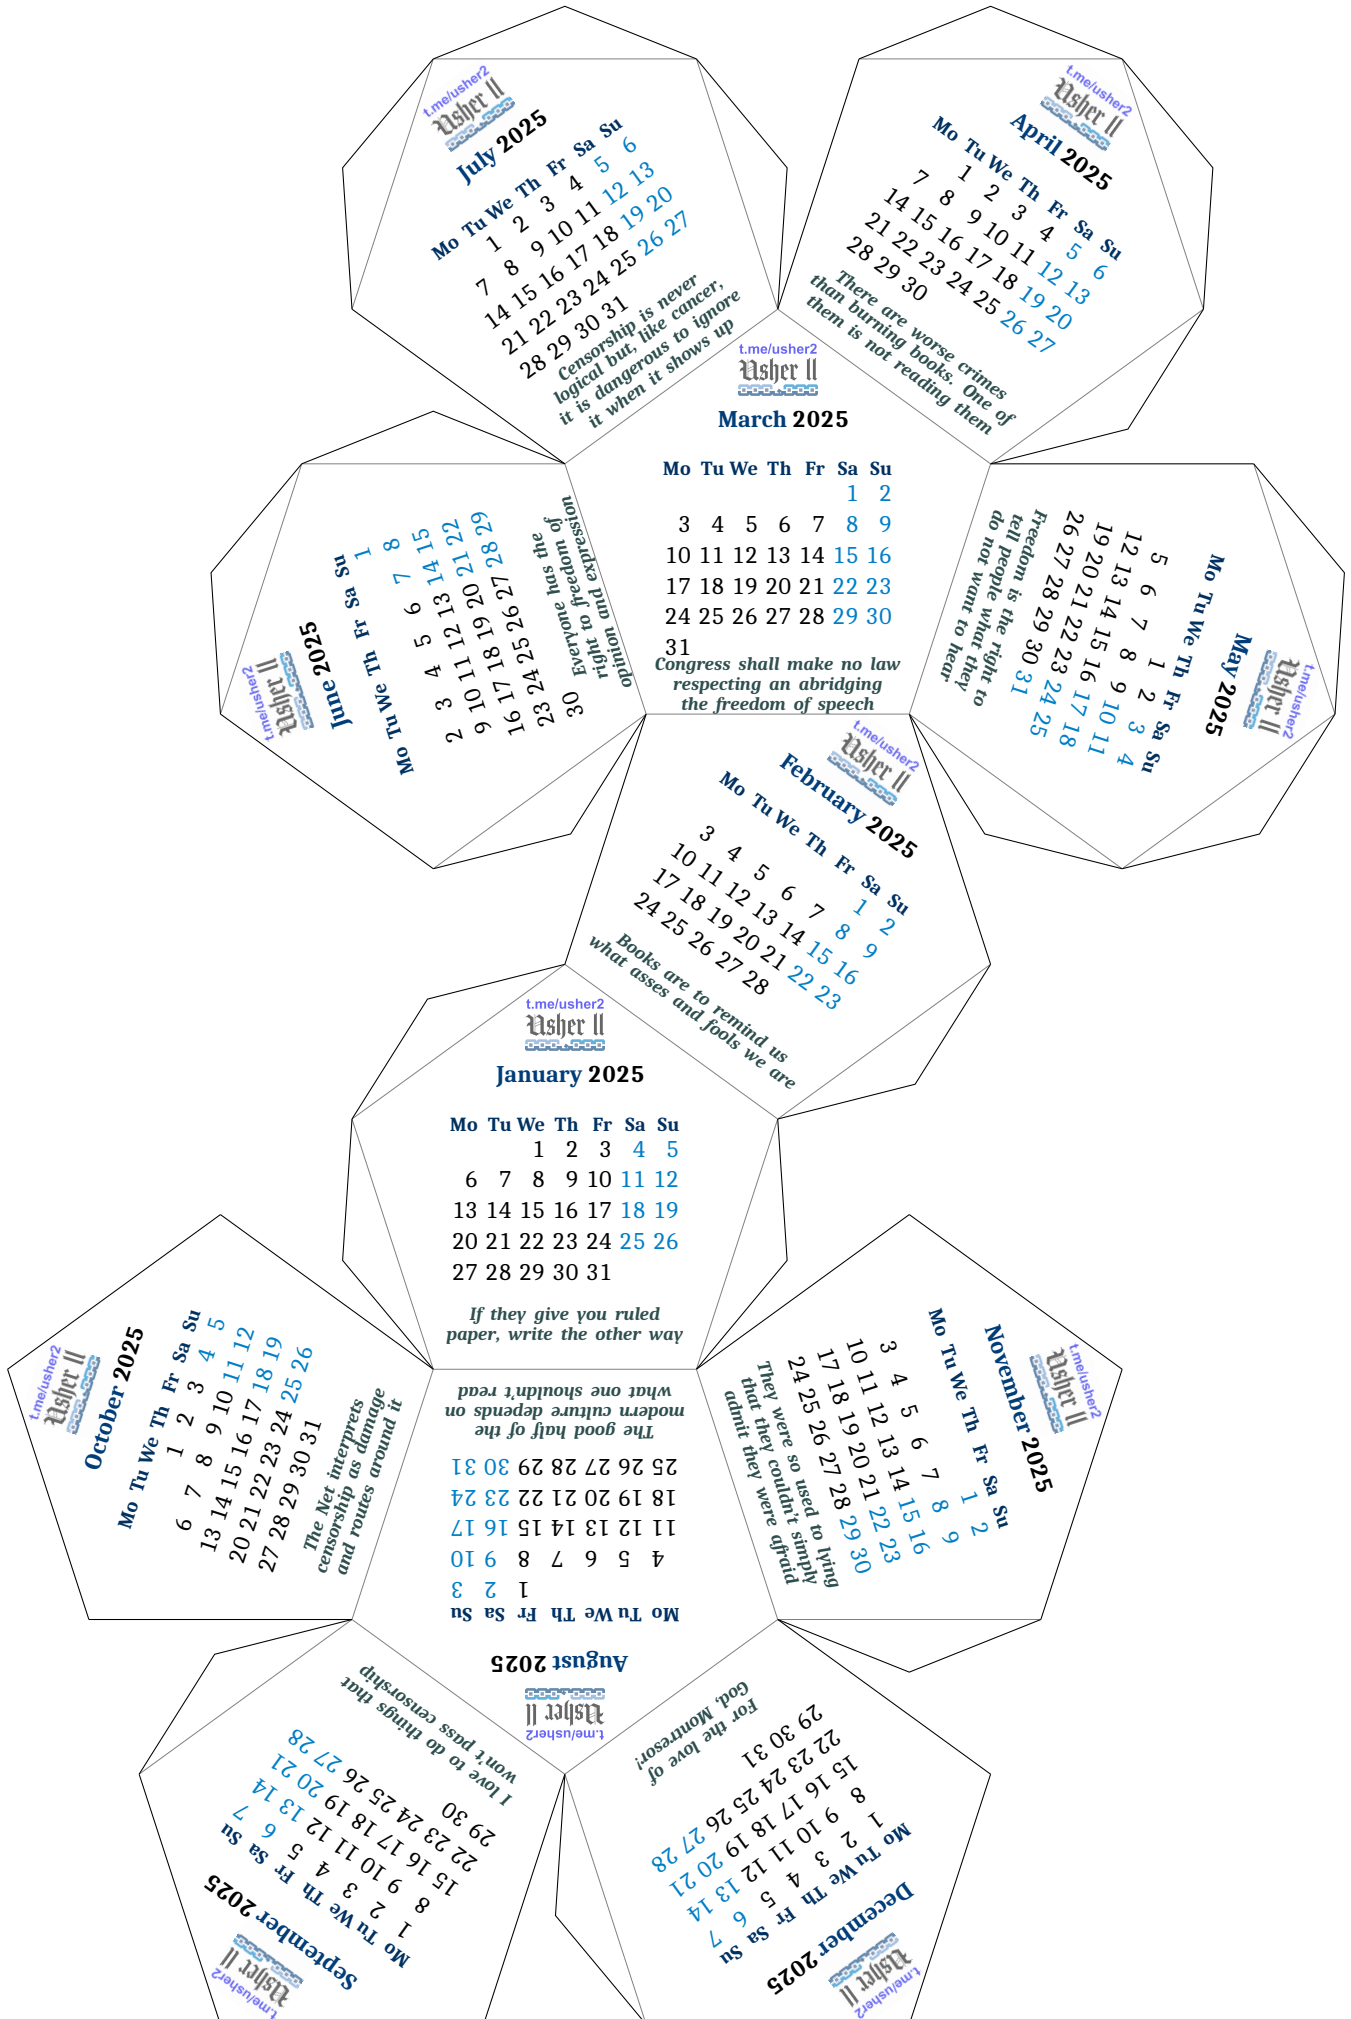 t.me/usher2
Usher II
July 2025
Mo Tu We Th Fr Sa Su
1 2 3 4 5 6
7 8 9 10 11 12 13
14 15 16 17 18 19 20
21 22 23 24 25 26 27
28 29 30 31
Censorship is never
logical but, like cancer,
it is dangerous to ignore
it when it shows up
t.me/usher2
Usher II
April 2025
Mo Tu We Th Fr Sa Su
1 2 3 4 5 6
7 8 9 10 11 12 13
14 15 16 17 18 19 20
21 22 23 24 25 26 27
28 29 30
There are worse crimes
than burning books. One of
them is not reading them
t.me/usher2
Usher II
March 2025
Mo Tu We Th Fr Sa Su
1 2
3 4 5 6 7 8 9
10 11 12 13 14 15 16
17 18 19 20 21 22 23
24 25 26 27 28 29 30
31
Congress shall make no law
respecting an abridging
the freedom of speech
t.me/usher2
Usher II
June 2025
Mo Tu We Th Fr Sa Su
1
2 3 4 5 6 7 8
9 10 11 12 13 14 15
16 17 18 19 20 21 22
23 24 25 26 27 28 29
30
Everyone has the
right to freedom of
opinion and expression
t.me/usher2
Usher II
May 2025
Mo Tu We Th Fr Sa Su
1 2 3 4
5 6 7 8 9 10 11
12 13 14 15 16 17 18
19 20 21 22 23 24 25
26 27 28 29 30 31
Freedom is the right to
tell people what they
do not want to hear
t.me/usher2
Usher II
February 2025
Mo Tu We Th Fr Sa Su
1 2
3 4 5 6 7 8 9
10 11 12 13 14 15 16
17 18 19 20 21 22 23
24 25 26 27 28
Books are to remind us
what asses and fools we are
t.me/usher2
Usher II
January 2025
Mo Tu We Th Fr Sa Su
1 2 3 4 5
6 7 8 9 10 11 12
13 14 15 16 17 18 19
20 21 22 23 24 25 26
27 28 29 30 31
If they give you ruled
paper, write the other way
t.me/usher2
Usher II
October 2025
Mo Tu We Th Fr Sa Su
1 2 3 4 5
6 7 8 9 10 11 12
13 14 15 16 17 18 19
20 21 22 23 24 25 26
27 28 29 30 31
The Net interprets
censorship as damage
and routes around it
t.me/usher2
Usher II
November 2025
Mo Tu We Th Fr Sa Su
1 2
3 4 5 6 7 8 9
10 11 12 13 14 15 16
17 18 19 20 21 22 23
24 25 26 27 28 29 30
They were so used to lying
that they couldn't simply
admit they were afraid
t.me/usher2
Usher II
August 2025
Mo Tu We Th Fr Sa Su
1 2 3
4 5 6 7 8 9 10
11 12 13 14 15 16 17
18 19 20 21 22 23 24
25 26 27 28 29 30 31
The good half of the
modern culture depends on
what one shouldn't read
t.me/usher2
Usher II
September 2025
Mo Tu We Th Fr Sa Su
1 2 3 4 5 6 7
8 9 10 11 12 13 14
15 16 17 18 19 20 21
22 23 24 25 26 27 28
29 30
I love to do things that
won't pass censorship
t.me/usher2
Usher II
December 2025
Mo Tu We Th Fr Sa Su
1 2 3 4 5 6 7
8 9 10 11 12 13 14
15 16 17 18 19 20 21
22 23 24 25 26 27 28
29 30 31
For the love of
God, Montresor!